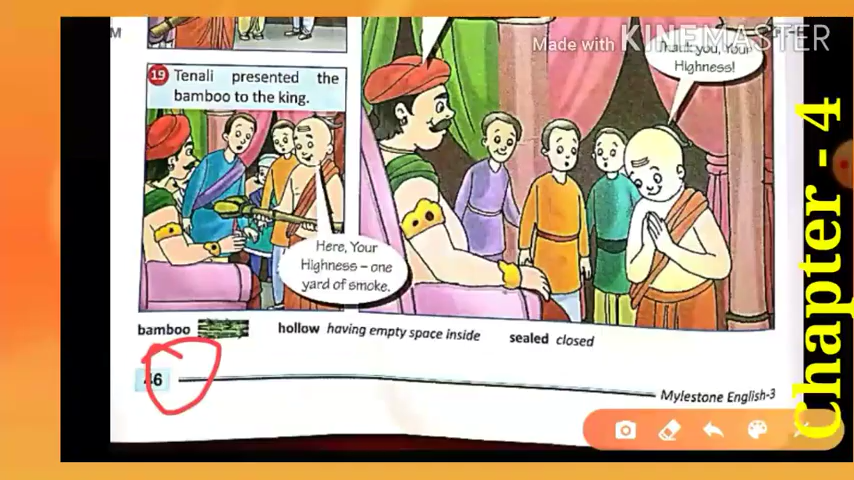 M
Made with KINEMASTER
19 Tenali presented the
bamboo to the king.
Thank you, Your
Highness!
Here, Your
Highness – one
yard of smoke.
bamboo
hollow having empty space inside
sealed closed
46
Mylestone English-3
Chapter - 4